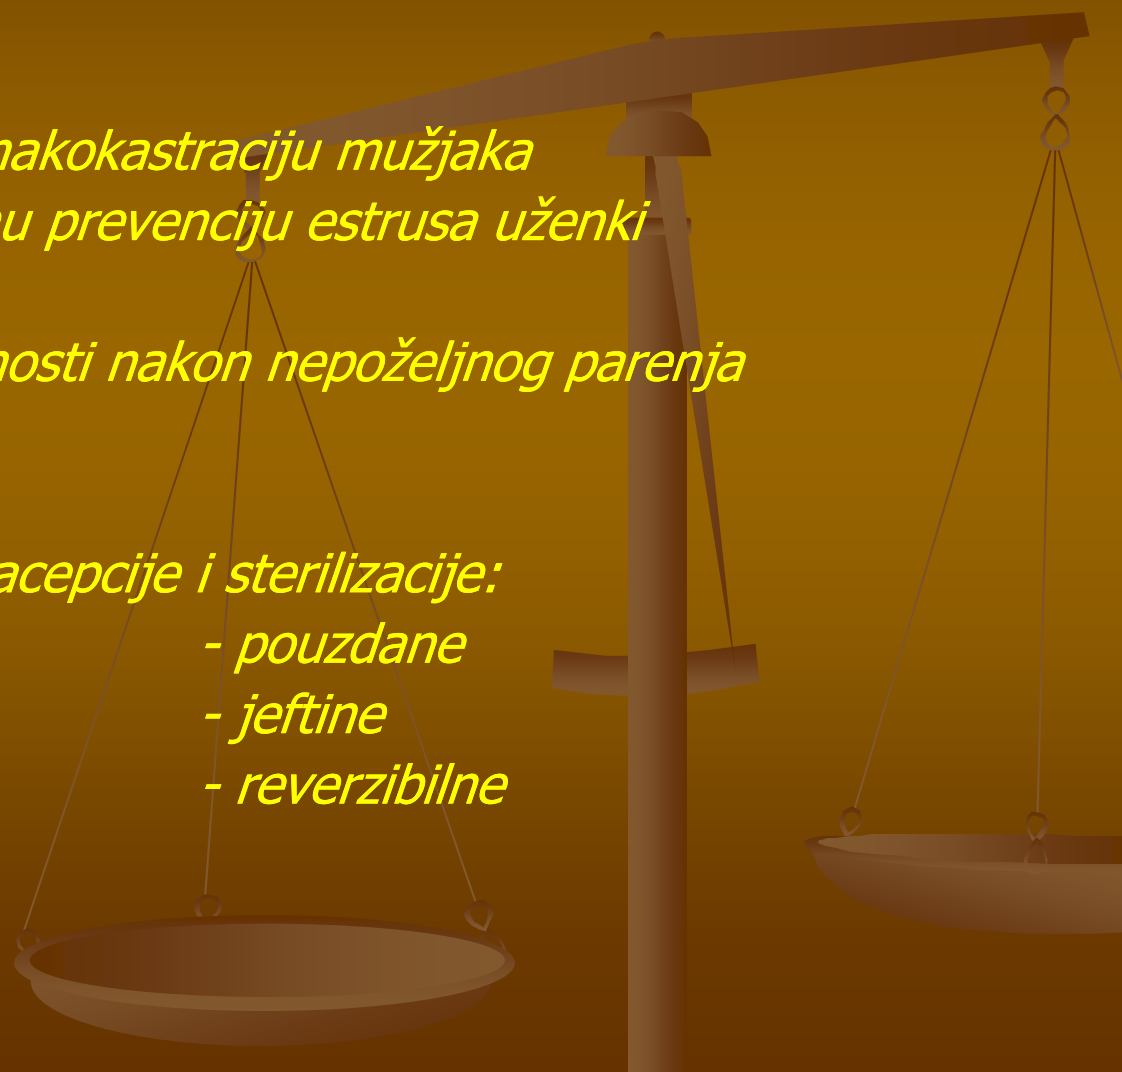 makokastraciju mužjaka
u prevenciju estrusa uženki
nosti nakon nepoželjnog parenja
acepcije i sterilizacije:
- pouzdane
- jeftine
- reverzibilne